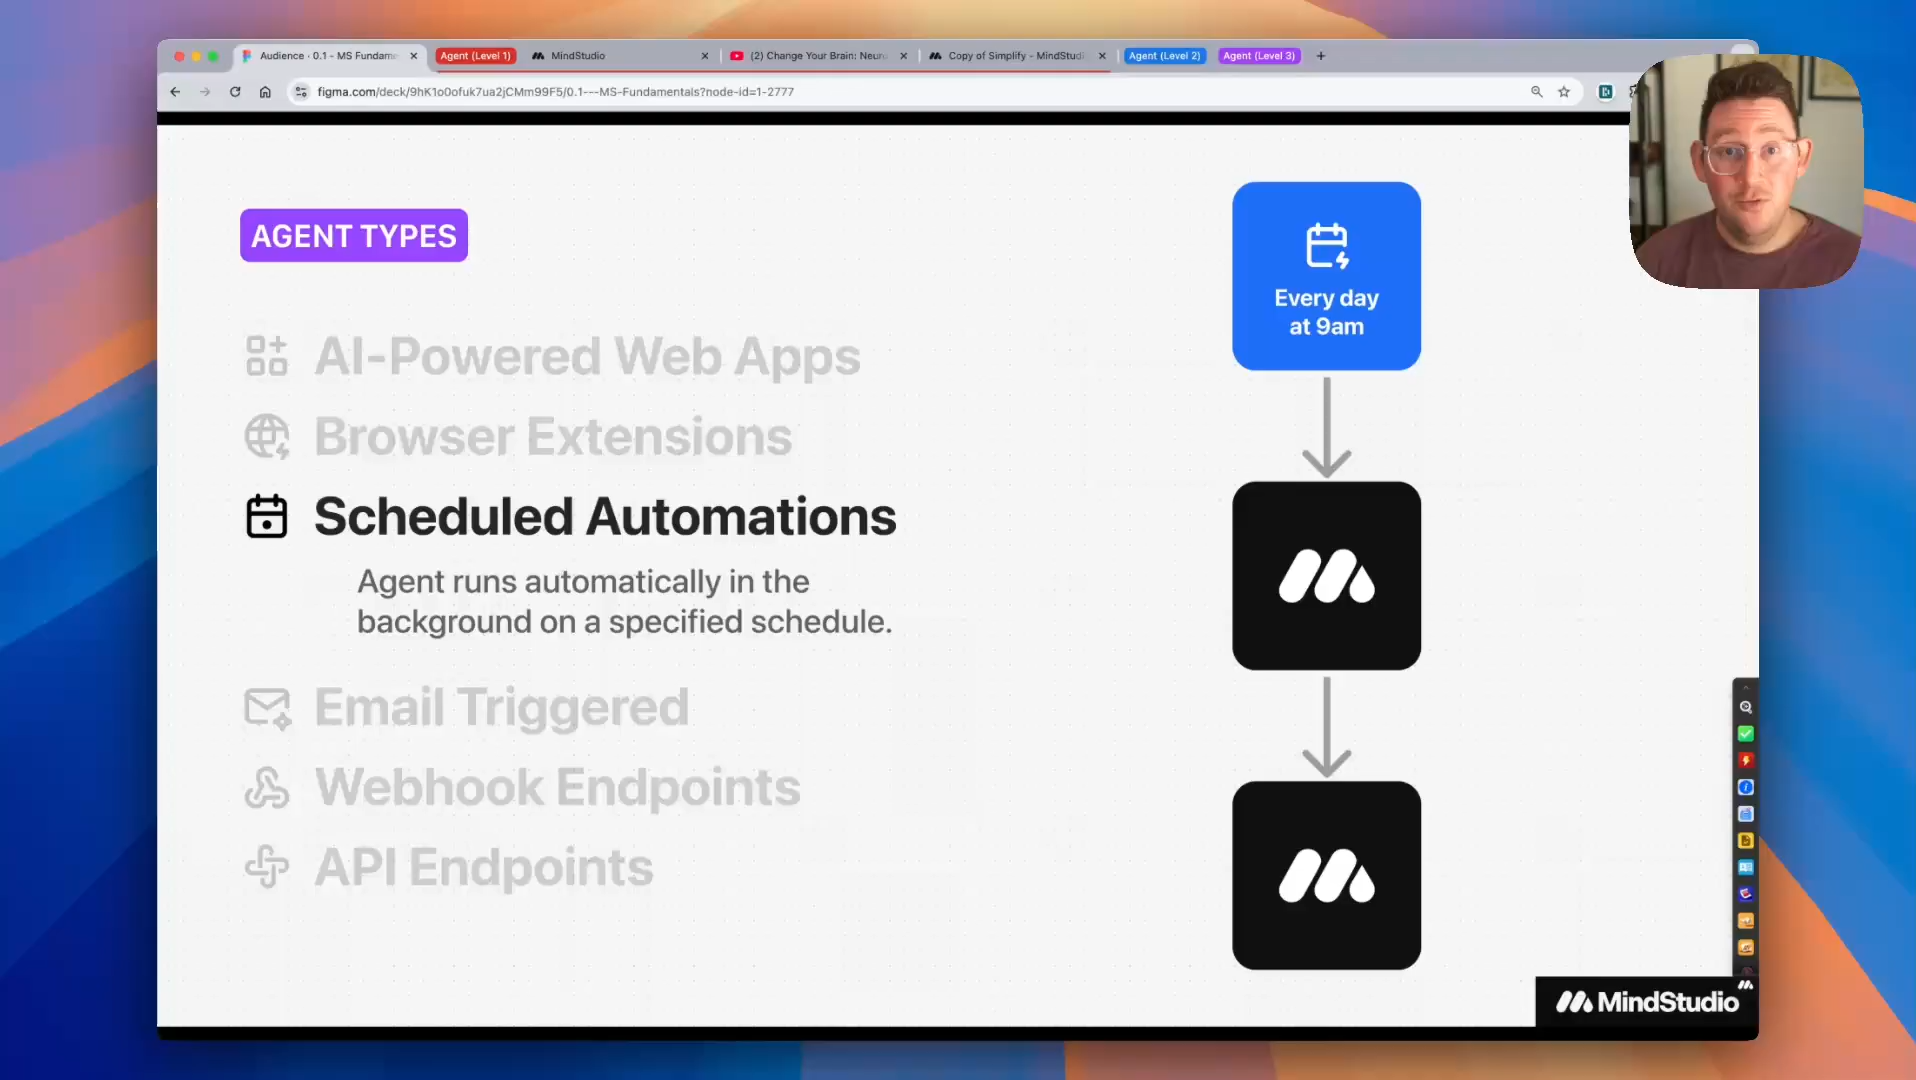 Audience · 0.1 - MS Fundame
Agent (Level 1)
MindStudio
(2) Change Your Brain: Neuro
Copy of Simplify - MindStudi
Agent (Level 2)
Agent (Level 3)
figma.com/deck/9hK1o0ofuk7ua2jCMm99F5/0.1---MS-Fundamentals?node-id=1-2777
AGENT TYPES
AI-Powered Web Apps
Browser Extensions
Scheduled Automations
Agent runs automatically in the
background on a specified schedule.
Email Triggered
Webhook Endpoints
API Endpoints
Every day
at 9am
MindStudio